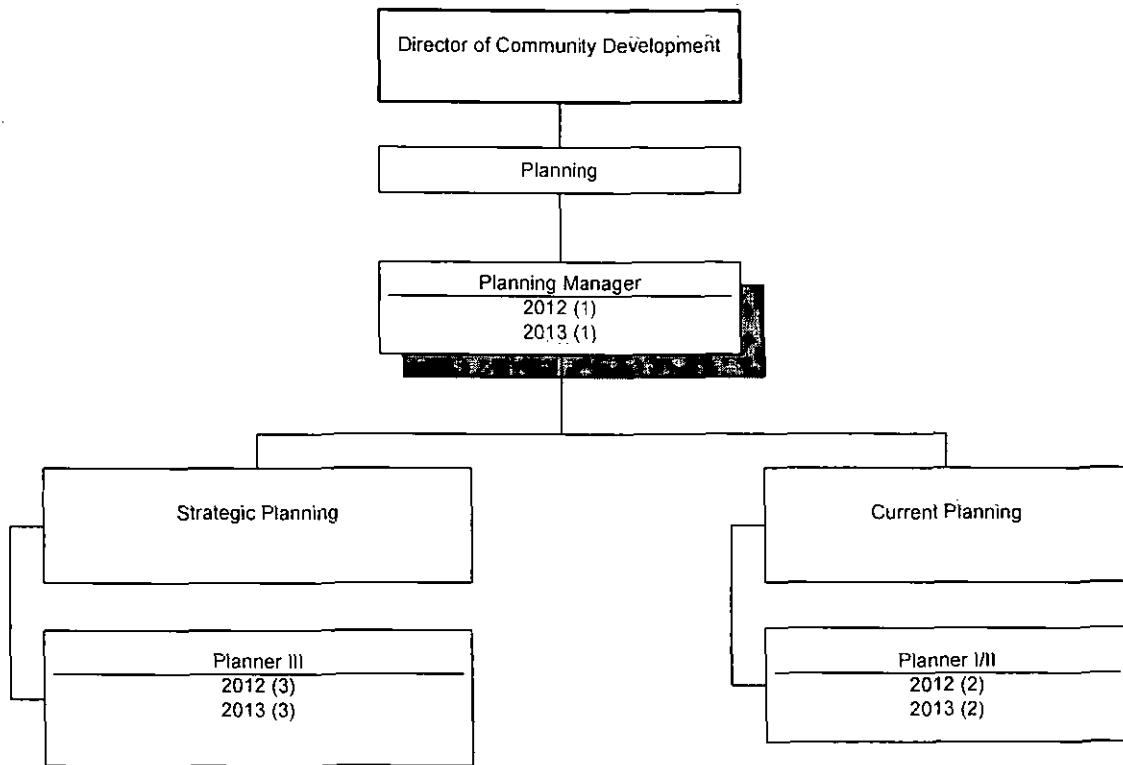 Director of Community Development
Planning
Planning Manager
2012 (1)
2013 (1)
Strategic Planning
Current Planning
Planner III
2012 (3)
2013 (3)
Planner I/II
2012 (2)
2013 (2)